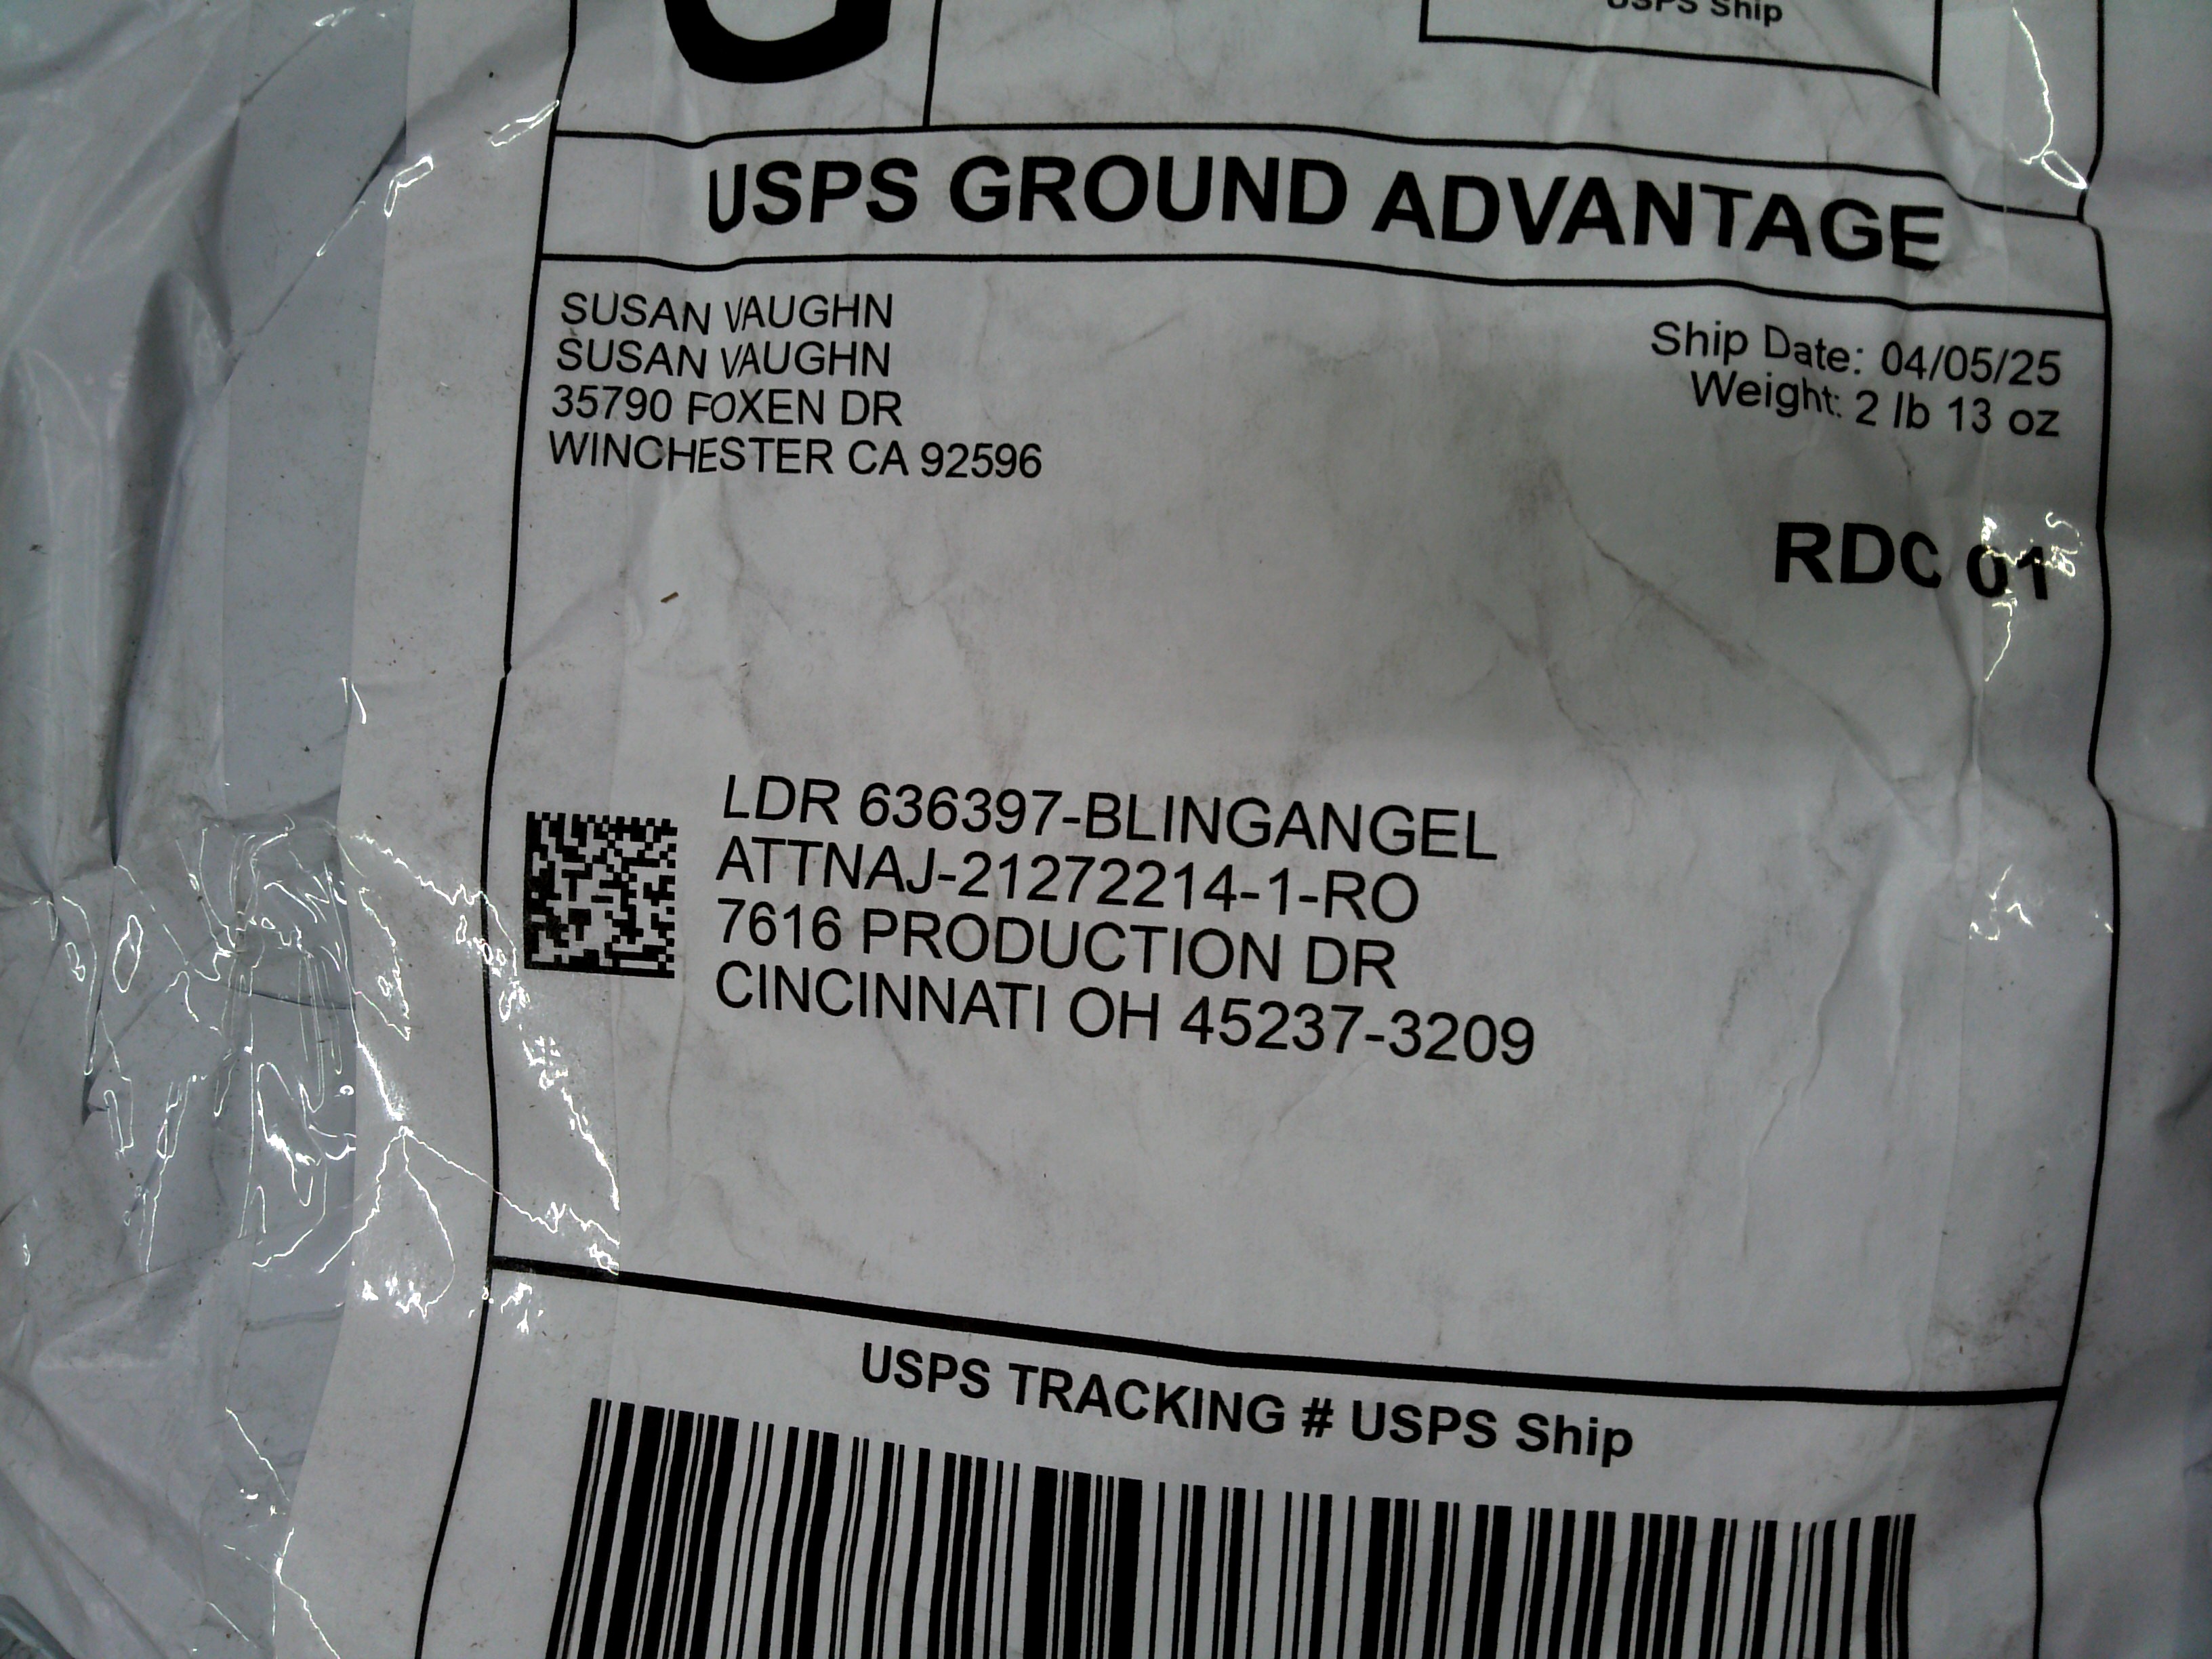 USPS Ship
USPS GROUND ADVANTAGE
SUSAN VAUGHN
SUSAN VAUGHN
35790 FOXEN DR
WINCHESTER CA 92596
Ship Date: 04/05/25
Weight: 2 lb 13 oz
RDC 01
LDR 636397-BLINGANGEL
ATTNAJ-21272214-1-RO
7616 PRODUCTION DR
CINCINNATI OH 45237-3209
USPS TRACKING # USPS Ship